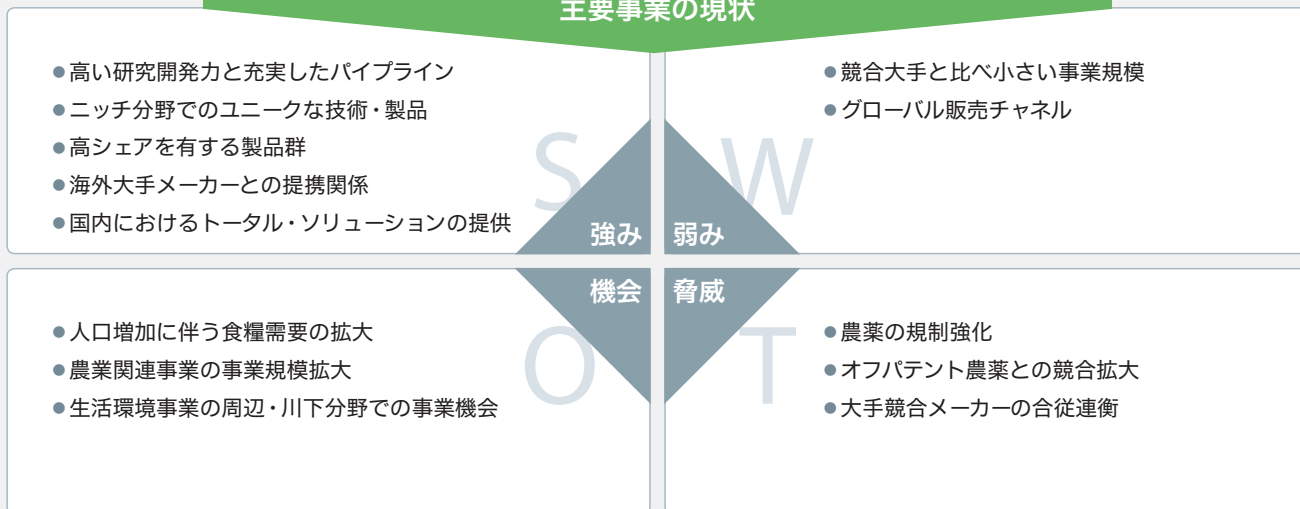 主要事業の現状
●高い研究開発力と充実したパイプライン
●ニッチ分野でのユニークな技術・製品
●高シェアを有する製品群
●海外大手メーカーとの提携関係
●国内におけるトータル・ソリューションの提供
S
強み
●競合大手と比べ小さい事業規模
●グローバル販売チャネル
W
弱み
機会
●人口増加に伴う食糧需要の拡大
●農業関連事業の事業規模拡大
●生活環境事業の周辺・川下分野での事業機会
O
脅威
●農薬の規制強化
●オフパテント農薬との競合拡大
●大手競合メーカーの合従連衡
T